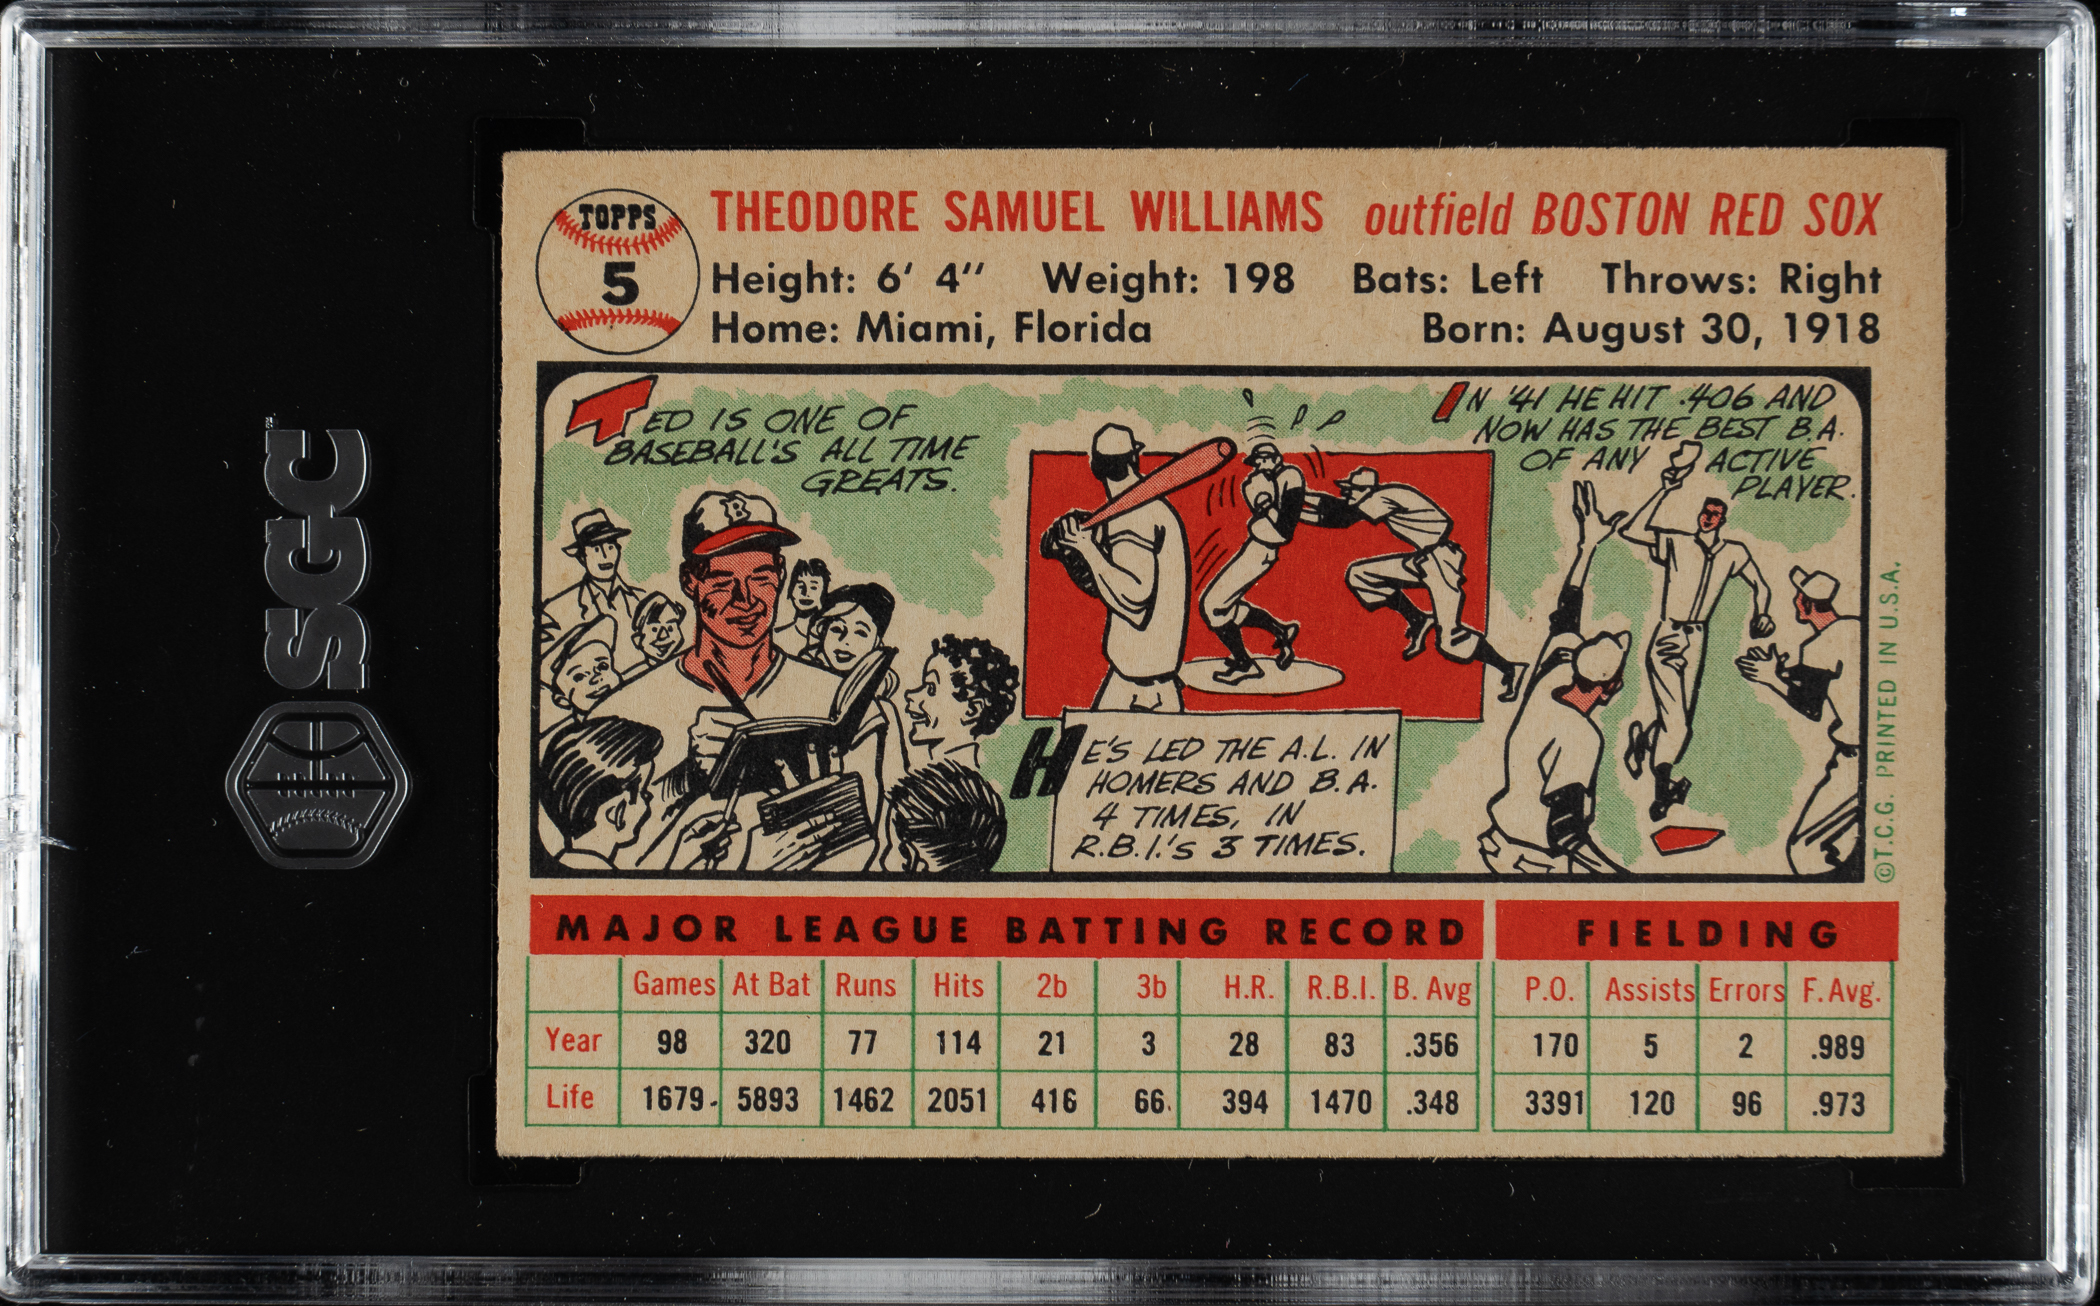 SGC
TOPPS
5
THEODORE SAMUEL WILLIAMS outfield BOSTON RED SOX
Height: 6' 4'' Weight: 198 Bats: Left Throws: Right
Home: Miami, Florida Born: August 30, 1918
TED IS ONE OF
BASEBALL'S ALL TIME
GREATS.
B
HE'S LED THE A.L. IN
HOMERS AND B.A.
4 TIMES, IN
R.B.I.'S 3 TIMES.
IN '41 HE HIT .406 AND
NOW HAS THE BEST B.A.
OF ANY ACTIVE
PLAYER.
©T.C.G. PRINTED IN U.S.A.
MAJOR LEAGUE BATTING RECORD FIELDING
Games At Bat Runs Hits 2b 3b H.R. R.B.I. B. Avg P.O. Assists Errors F. Avg.
Year 98 320 77 114 21 3 28 83 .356 170 5 2 .989
Life 1679 5893 1462 2051 416 66 394 1470 .348 3391 120 96 .973